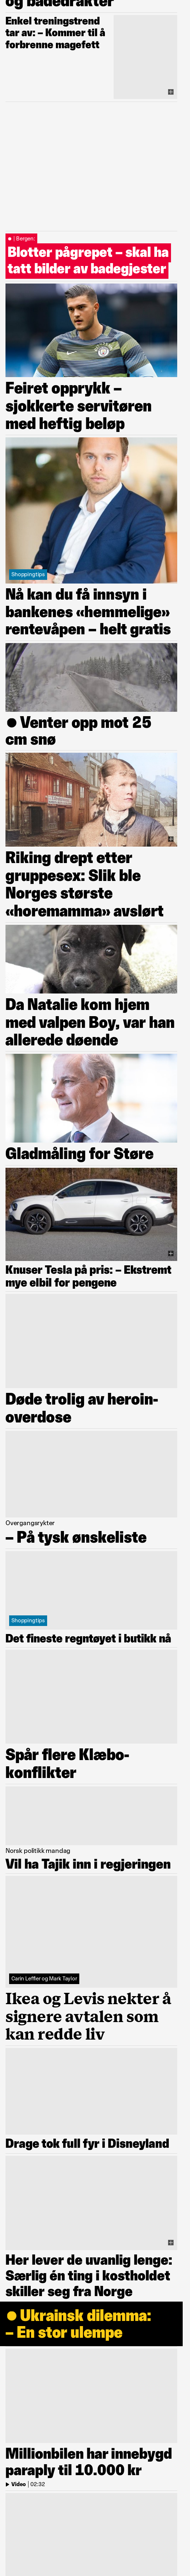 og badedrakter
Enkel treningstrend
tar av: – Kommer til å
forbrenne magefett
Bergen:
Blotter pågrepet – skal ha
tatt bilder av badegjester
Feiret opprykk –
sjokkerte servitøren
med heftig beløp
Shoppingtips
Nå kan du få innsyn i
bankenes «hemmelige»
rentevåpen – helt gratis
Venter opp mot 25
cm snø
Riking drept etter
gruppesex: Slik ble
Norges største
«horemamma» avslørt
Da Natalie kom hjem
med valpen Boy, var han
allerede døende
Gladmåling for Støre
Knuser Tesla på pris: – Ekstremt
mye elbil for pengene
Døde trolig av heroin-
overdose
Overgangsrykter
– På tysk ønskeliste
Shoppingtips
Det fineste regntøyet i butikk nå
Spår flere Klæbo-
konflikter
Norsk politikk mandag
Vil ha Tajik inn i regjeringen
Carin Leffler og Mark Taylor
Ikea og Levis nekter å
signere avtalen som
kan redde liv
Drage tok full fyr i Disneyland
Her lever de uvanlig lenge:
Særlig én ting i kostholdet
skiller seg fra Norge
Ukrainsk dilemma:
– En stor ulempe
Millionbilen har innebygd
paraply til 10.000 kr
Video | 02:32